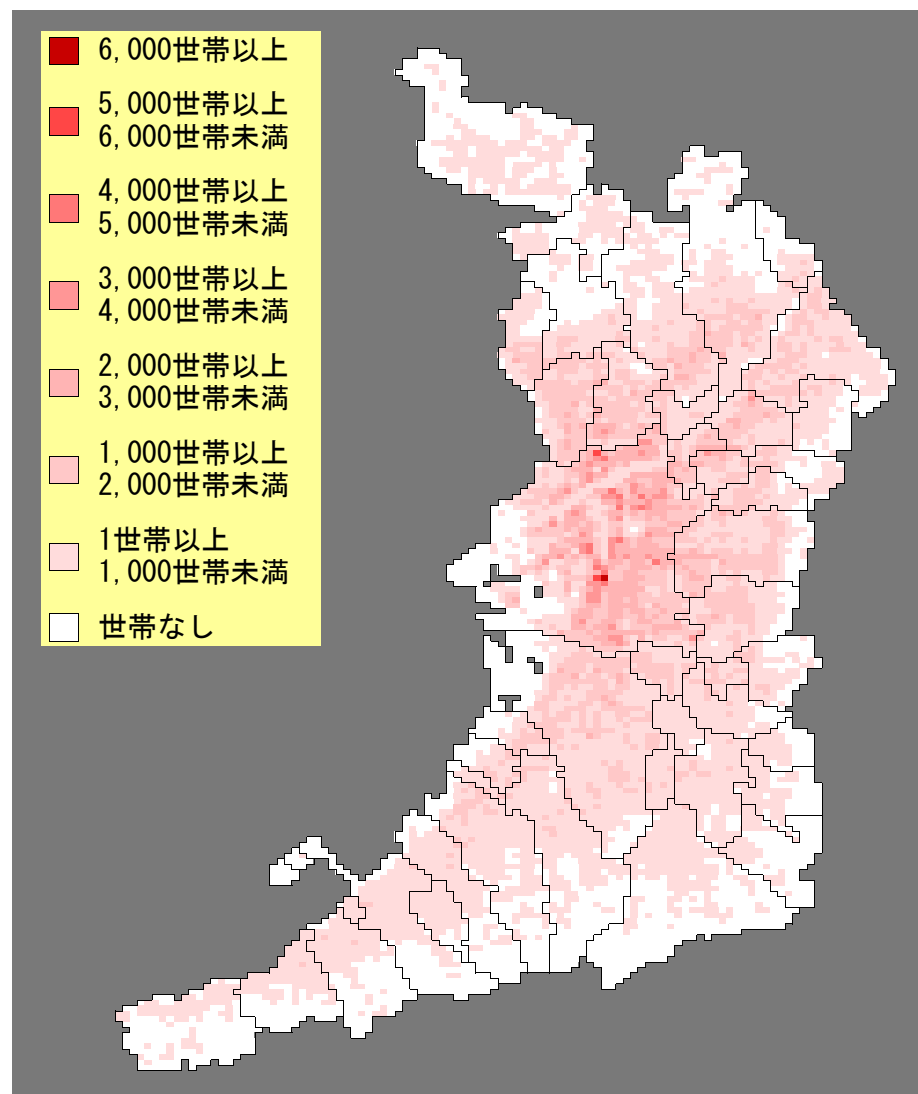 6,000世帯以上
5,000世帯以上
6,000世帯未満
4,000世帯以上
5,000世帯未満
3,000世帯以上
4,000世帯未満
2,000世帯以上
3,000世帯未満
1,000世帯以上
2,000世帯未満
1世帯以上
1,000世帯未満
世帯なし